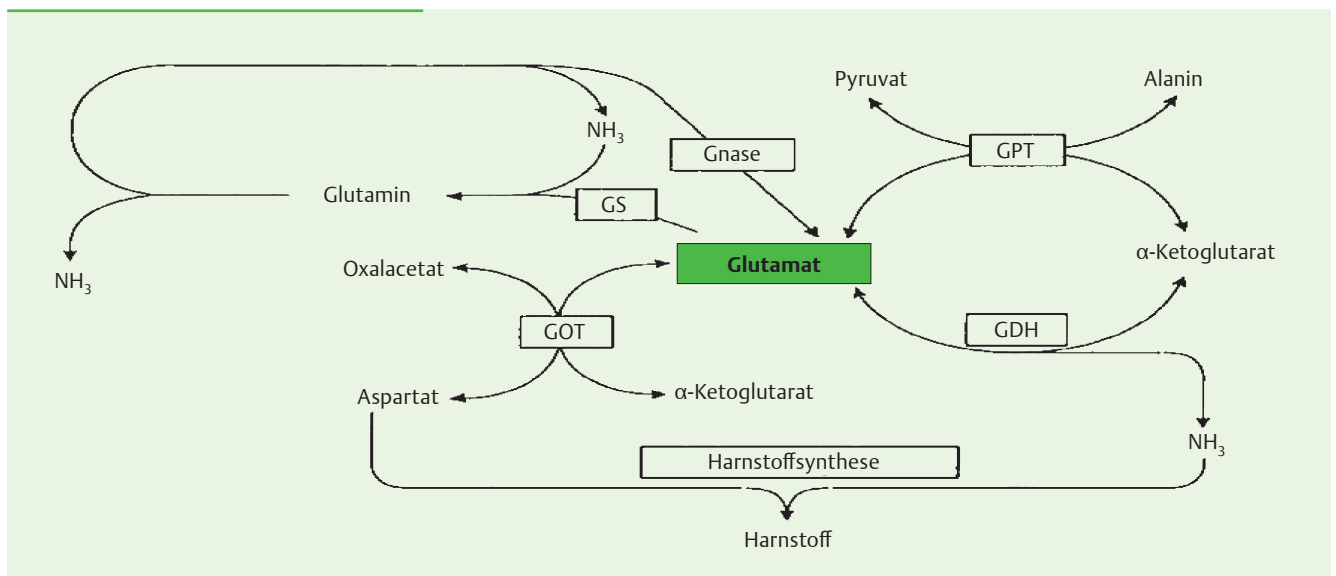 Pyruvat
Alanin
NH₃
Gnase
GPT
Glutamin
GS
α-Ketoglutarat
Glutamat
Oxalacetat
NH₃
GOT
GDH
Aspartat
α-Ketoglutarat
NH₃
Harnstoffsynthese
Harnstoff